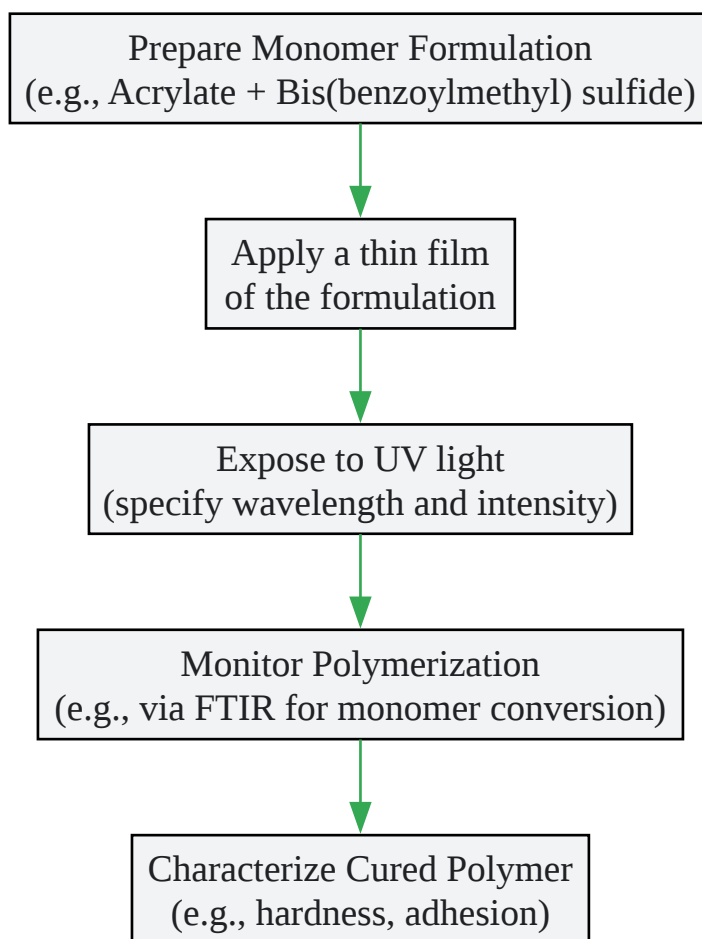 Prepare Monomer Formulation
(e.g., Acrylate + Bis(benzoylmethyl) sulfide)
Apply a thin film
of the formulation
Expose to UV light
(specify wavelength and intensity)
Monitor Polymerization
(e.g., via FTIR for monomer conversion)
Characterize Cured Polymer
(e.g., hardness, adhesion)